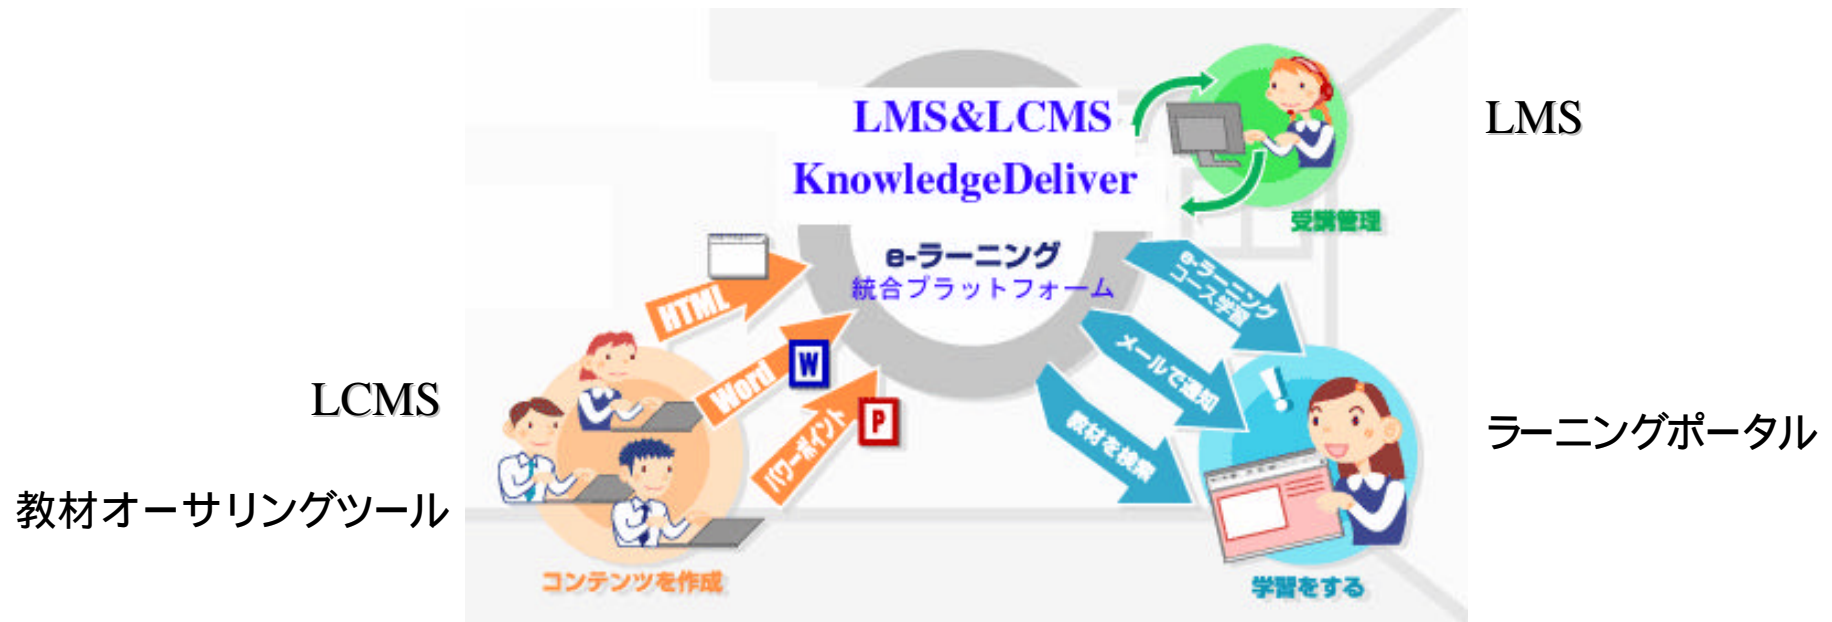 LMS&LCMS
KnowledgeDeliver
e-ラーニング
統合プラットフォーム
LMS
受講管理
HTML
Word
W
パワーポイント
P
LCMS
教材オーサリングツール
コンテンツを作成
e-ラーニング
コース学習
メールで通知
教材を検索
!
ラーニングポータル
学習をする